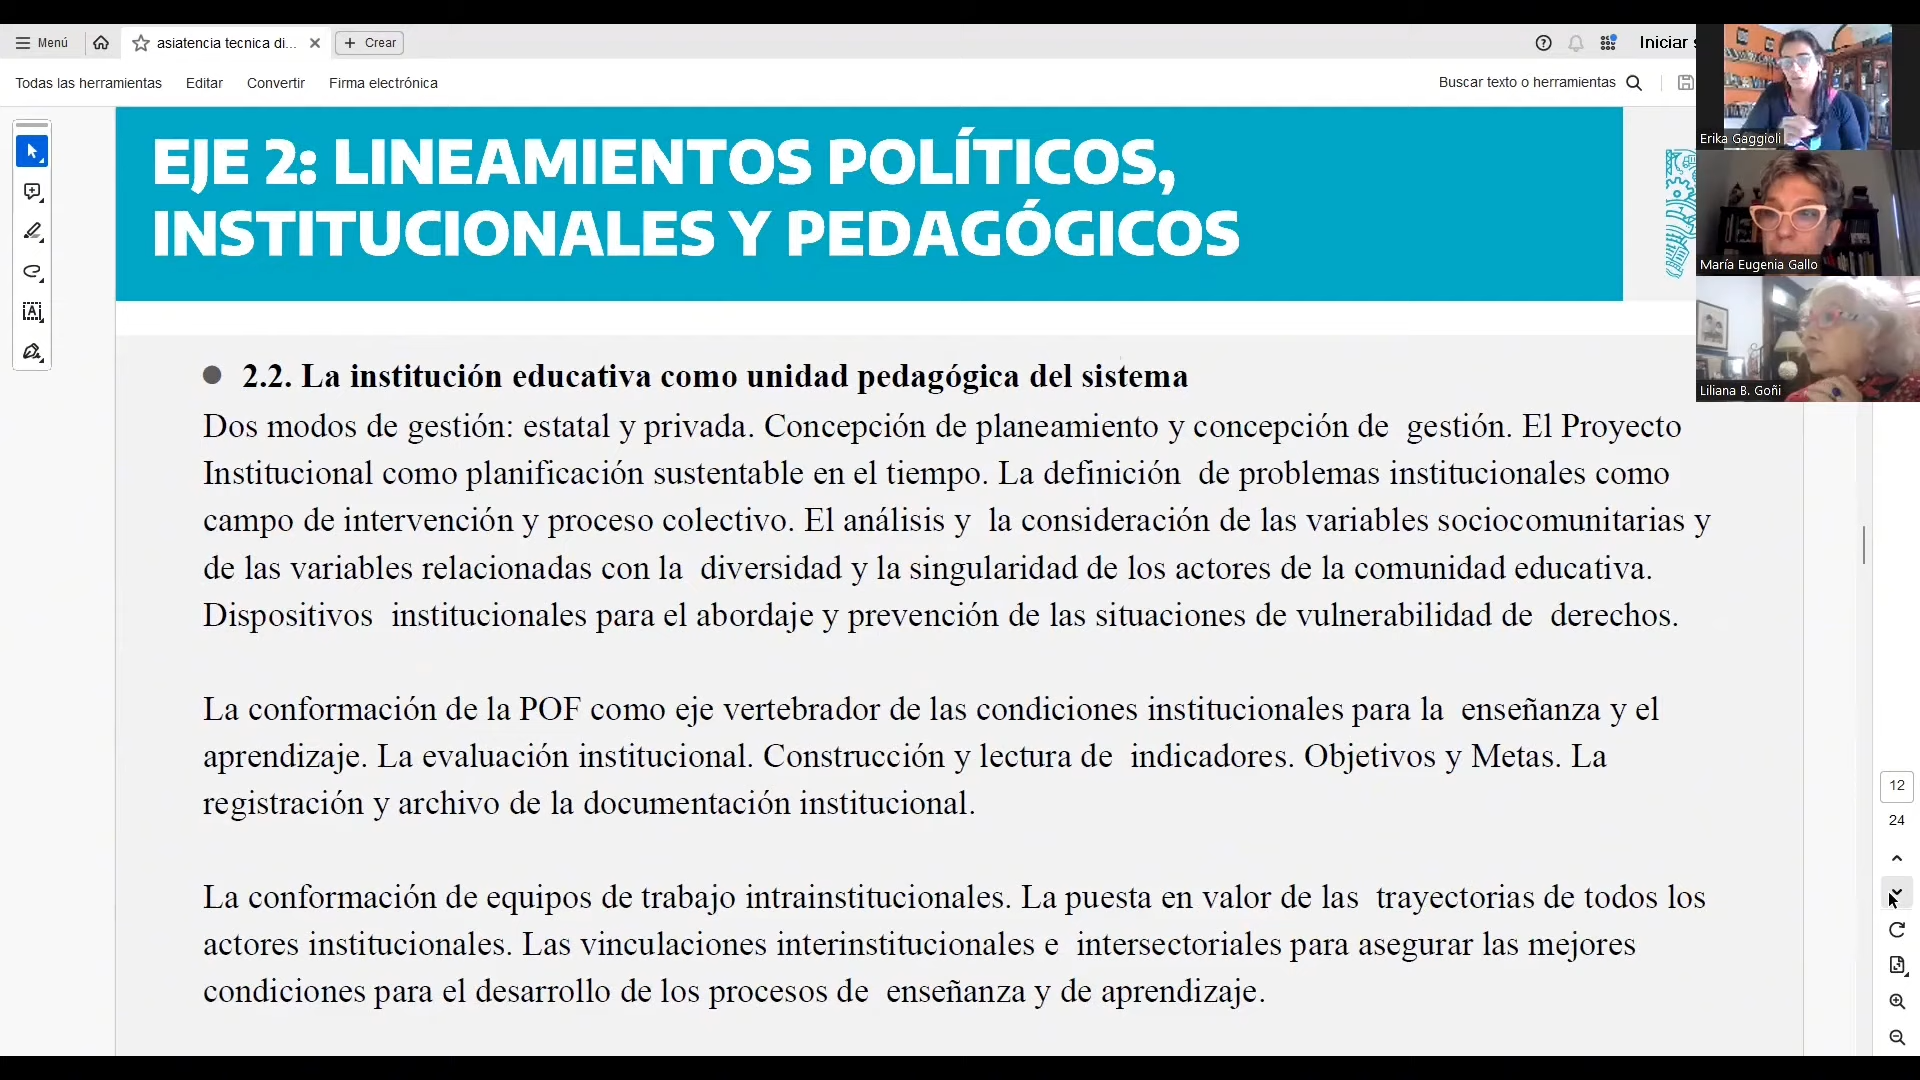 Menú
asiatencia tecnica di...
Crear
Iniciar s
Todas las herramientas
Editar
Convertir
Firma electrónica
Buscar texto o herramientas
EJE 2: LINEAMIENTOS POLÍTICOS,
INSTITUCIONALES Y PEDAGÓGICOS
Erika Gaggioli
María Eugenia Gallo
Liliana B. Goñi
2.2. La institución educativa como unidad pedagógica del sistema
Dos modos de gestión: estatal y privada. Concepción de planeamiento y concepción de gestión. El Proyecto
Institucional como planificación sustentable en el tiempo. La definición de problemas institucionales como
campo de intervención y proceso colectivo. El análisis y la consideración de las variables sociocomunitarias y
de las variables relacionadas con la diversidad y la singularidad de los actores de la comunidad educativa.
Dispositivos institucionales para el abordaje y prevención de las situaciones de vulnerabilidad de derechos.
La conformación de la POF como eje vertebrador de las condiciones institucionales para la enseñanza y el
aprendizaje. La evaluación institucional. Construcción y lectura de indicadores. Objetivos y Metas. La
registración y archivo de la documentación institucional.
La conformación de equipos de trabajo intrainstitucionales. La puesta en valor de las trayectorias de todos los
actores institucionales. Las vinculaciones interinstitucionales e intersectoriales para asegurar las mejores
condiciones para el desarrollo de los procesos de enseñanza y de aprendizaje.
12
24